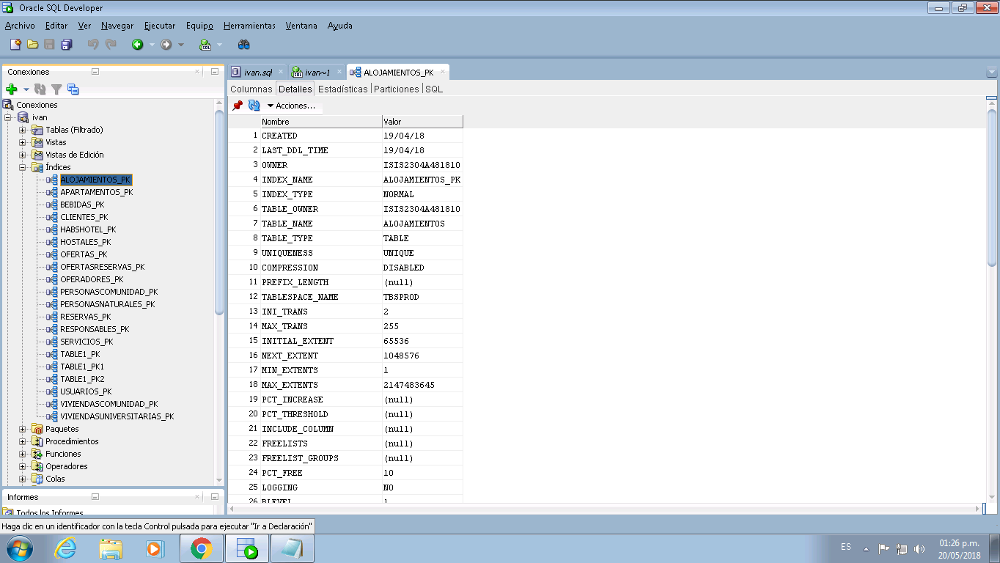 Oracle SQL Developer
Archivo Editar Ver Navegar Ejecutar Equipo Herramientas Ventana Ayuda
Conexiones
Conexiones
ivan
Tablas (Filtrado)
Vistas
Vistas de Edición
Índices
ALOJAMIENTOS_PK
APARTAMENTOS_PK
BEBIDAS_PK
CLIENTES_PK
HABSHOTEL_PK
HOSTALES_PK
OFERTAS_PK
OFERTASRESERVAS_PK
OPERADORES_PK
PERSONASCOMUNIDAD_PK
PERSONASNATURALES_PK
RESERVAS_PK
RESPONSABLES_PK
SERVICIOS_PK
TABLE1_PK
TABLE1_PK1
TABLE1_PK2
USUARIOS_PK
VIVIENDASCOMUNIDAD_PK
VIVIENDASUNIVERSITARIAS_PK
Paquetes
Procedimientos
Funciones
Operadores
Colas
Informes
Todos los Informes
ivan.sql ivan~1 ALOJAMIENTOS_PK
Columnas Detalles Estadísticas Particiones SQL
Acciones...
Nombre Valor
1 CREATED 19/04/18
2 LAST_DDL_TIME 19/04/18
3 OWNER ISIS2304A481810
4 INDEX_NAME ALOJAMIENTOS_PK
5 INDEX_TYPE NORMAL
6 TABLE_OWNER ISIS2304A481810
7 TABLE_NAME ALOJAMIENTOS
8 TABLE_TYPE TABLE
9 UNIQUENESS UNIQUE
10 COMPRESSION DISABLED
11 PREFIX_LENGTH (null)
12 TABLESPACE_NAME TBSPROD
13 INI_TRANS 2
14 MAX_TRANS 255
15 INITIAL_EXTENT 65536
16 NEXT_EXTENT 1048576
17 MIN_EXTENTS 1
18 MAX_EXTENTS 2147483645
19 PCT_INCREASE (null)
20 PCT_THRESHOLD (null)
21 INCLUDE_COLUMN (null)
22 FREELISTS (null)
23 FREELIST_GROUPS (null)
24 PCT_FREE 10
25 LOGGING NO
26 BLEVEL 1
Haga clic en un identificador con la tecla Control pulsada para ejecutar "Ir a Declaración"
ES
01:26 p.m.
20/05/2018